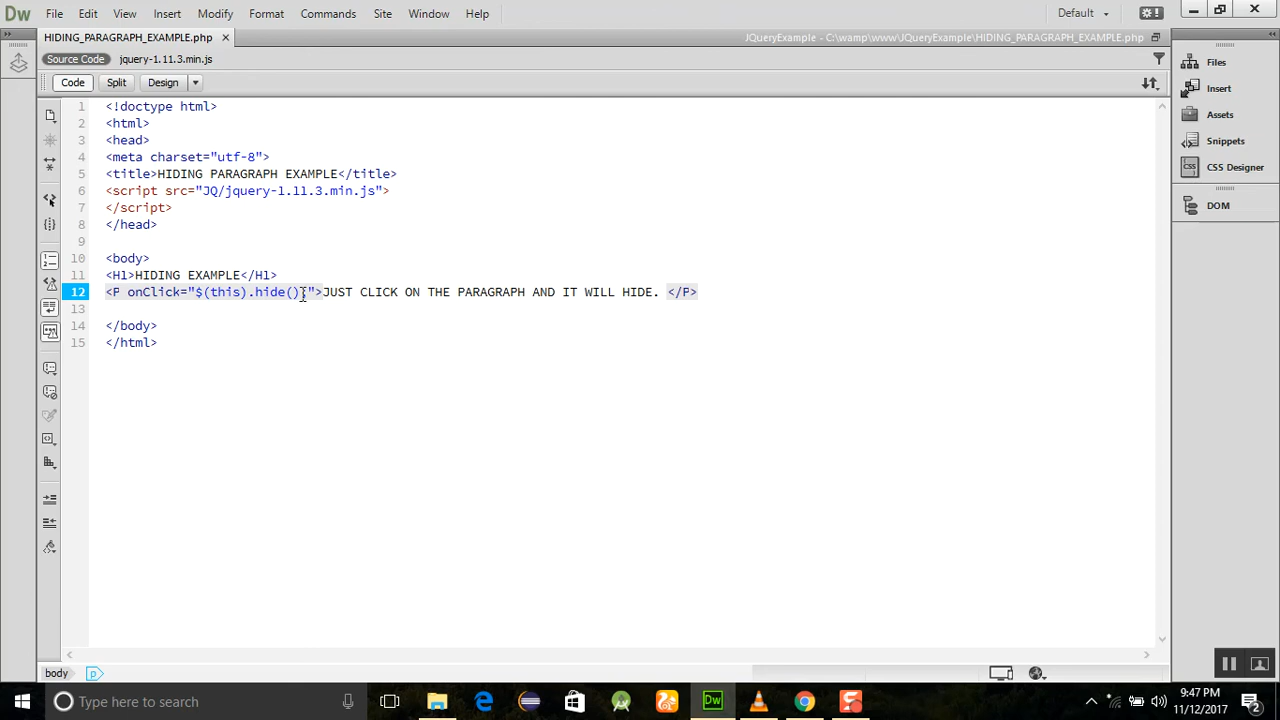 Dw File Edit View Insert Modify Format Commands Site Window Help Default
HIDING_PARAGRAPH_EXAMPLE.php × JQueryExample - C:\wamp\www\JQueryExample\HIDING_PARAGRAPH_EXAMPLE.php
Source Code jquery-1.11.3.min.js
Code Split Design
1 <!doctype html>
2 <html>
3 <head>
4 <meta charset="utf-8">
5 <title>HIDING PARAGRAPH EXAMPLE</title>
6 <script src="JQ/jquery-1.11.3.min.js">
7 </script>
8 </head>
9
10 <body>
11 <H1>HIDING EXAMPLE</H1>
12 <P onClick="$(this).hide();">JUST CLICK ON THE PARAGRAPH AND IT WILL HIDE. </P>
13
14 </body>
15 </html>
Files
Insert
Assets
Snippets
CSS Designer
DOM
body p
Type here to search
Dw
9:47 PM
11/12/2017
2